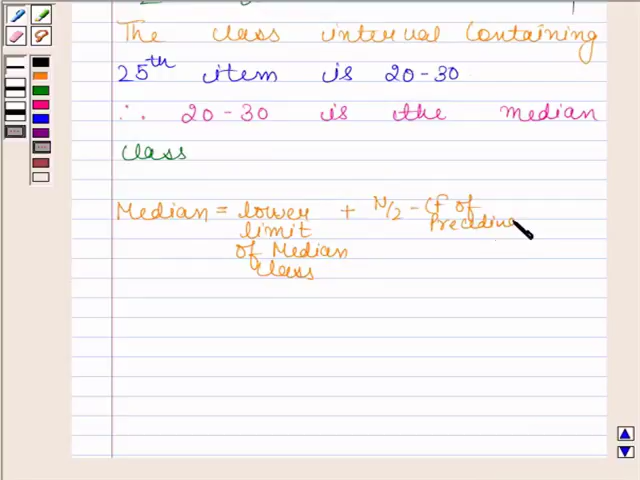 The class interval Containing
25th item is 20-30
∴ 20-30 is the median
class
Median = lower + N/2 - Cf of
Preceding
limit
of Median
class